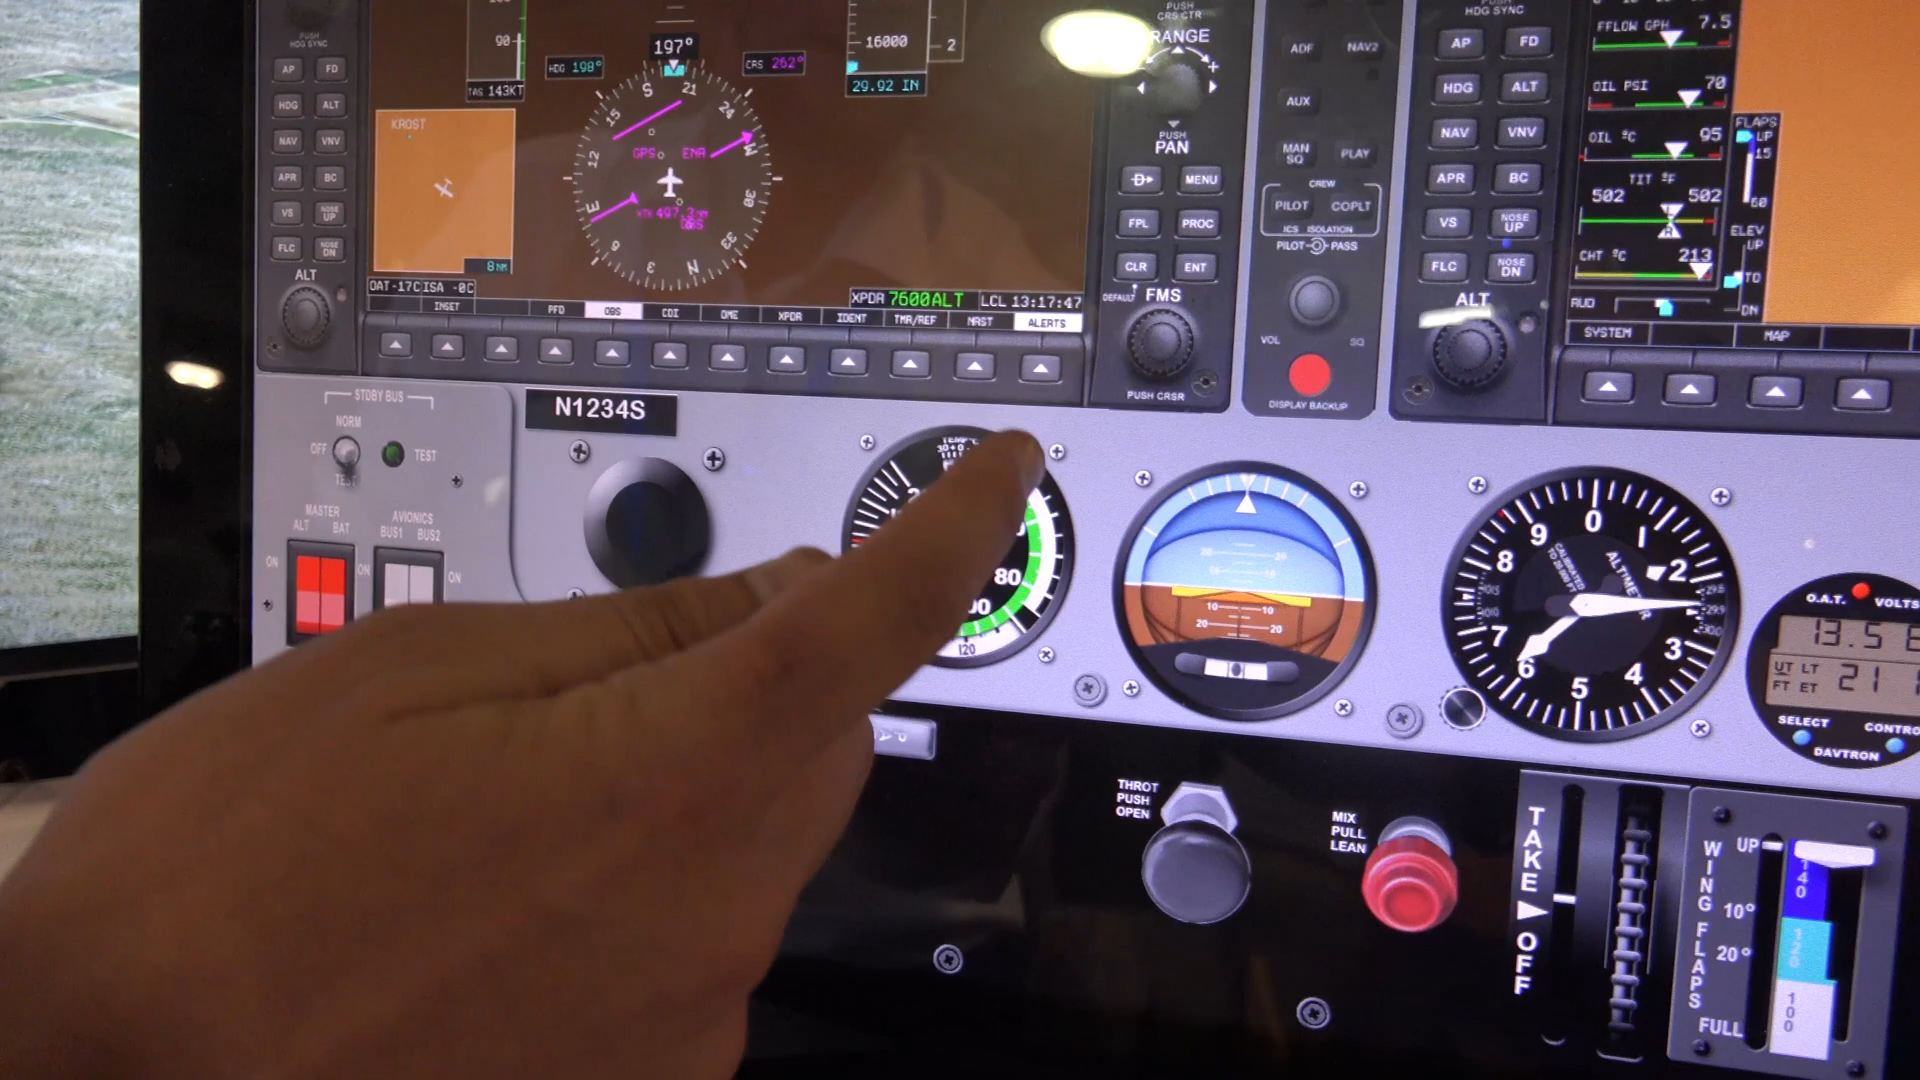 PUSH
HDG SYNC
AP FD
HDG ALT
NAV VNV
APR BC
VS NOSE UP
FLC NOSE DN
ALT
90
TAS 143KT
197°
HDG 198°
CRS 262°
16000
2
29.92 IN
KROST
8NM
S 21 24 W 30 33 N 3 6 E 12 15
GPS ENR
OAT -17C ISA -0C
XPDR 7600 ALT LCL 13:17:47
INSET PFD OBS CDI DME XPDR IDENT TMR/REF NRST ALERTS
PUSH
CRS CTR
RANGE
PUSH
PAN
D MENU
FPL PROC
CLR ENT
DEFAULT
FMS
PUSH CRSR
ADF NAV2
AUX
MAN SQ PLAY
CREW
PILOT COPLT
ICS ISOLATION
PILOT PASS
VOL SQ
DISPLAY BACKUP
HDG SYNC
AP FD
HDG ALT
NAV VNV
APR BC
VS NOSE UP
FLC NOSE DN
ALT
FFLOW GPH 7.5
OIL PSI 70
OIL °C 95
TIT °F
502 502
L
R
CHT °C 213
RUD
FLAPS
UP
15
60
ELEV
UP
TO
DN
SYSTEM MAP
STDBY BUS
NORM
OFF
TEST
TEST
MASTER
ALT BAT
AVIONICS
BUS1 BUS2
ON ON ON
N1234S
80
120
20 20
10 10
20 20
0 1 2 3 4 5 6 7 8 9
CALIBRATED
TO 20,000 FT
ALTIMETER
O.A.T. VOLTS
13.5
UT LT
FT ET
21
SELECT CONTRO
DAVTRON
THROT
PUSH
OPEN
MIX
PULL
LEAN
TAKE OFF
WING FLAPS
UP
10°
20°
FULL
140
120
100